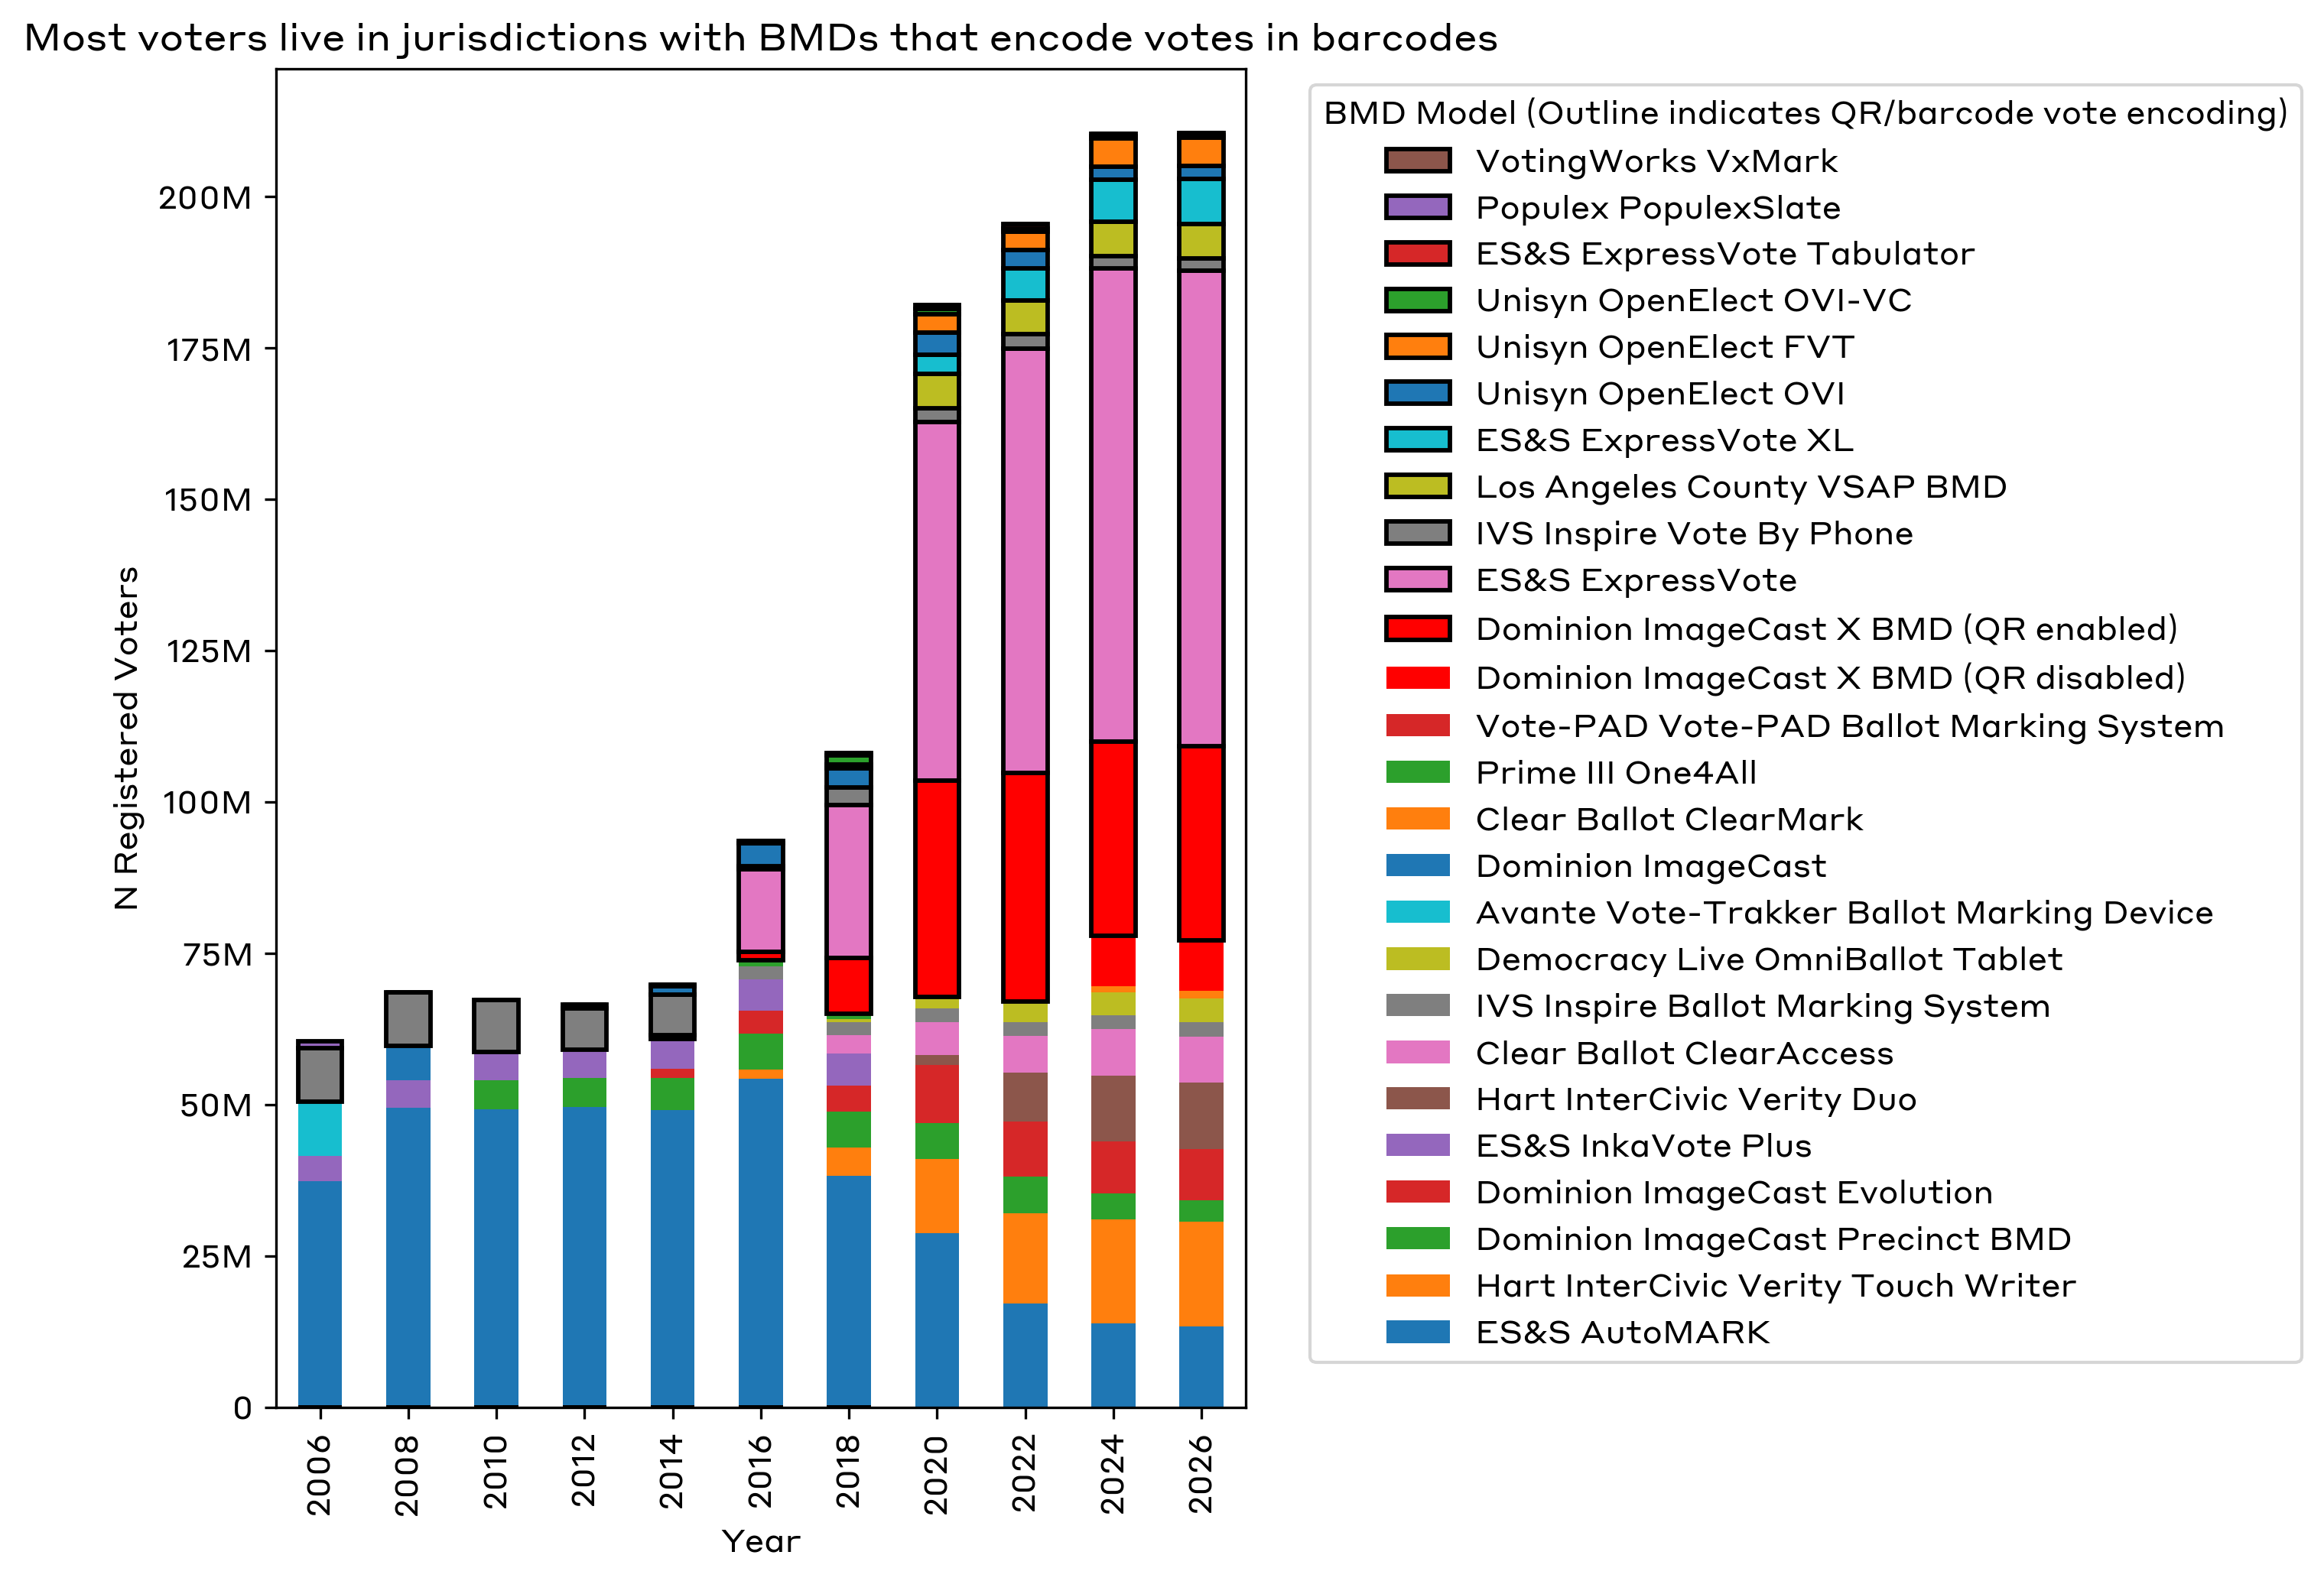 Most voters live in jurisdictions with BMDs that encode votes in barcodes
N Registered Voters
200M
175M
150M
125M
100M
75M
50M
25M
0
2006
2008
2010
2012
2014
2016
2018
2020
2022
2024
2026
Year
BMD Model (Outline indicates QR/barcode vote encoding)
VotingWorks VxMark
Populex PopulexSlate
ES&S ExpressVote Tabulator
Unisyn OpenElect OVI-VC
Unisyn OpenElect FVT
Unisyn OpenElect OVI
ES&S ExpressVote XL
Los Angeles County VSAP BMD
IVS Inspire Vote By Phone
ES&S ExpressVote
Dominion ImageCast X BMD (QR enabled)
Dominion ImageCast X BMD (QR disabled)
Vote-PAD Vote-PAD Ballot Marking System
Prime III One4All
Clear Ballot ClearMark
Dominion ImageCast
Avante Vote-Trakker Ballot Marking Device
Democracy Live OmniBallot Tablet
IVS Inspire Ballot Marking System
Clear Ballot ClearAccess
Hart InterCivic Verity Duo
ES&S InkaVote Plus
Dominion ImageCast Evolution
Dominion ImageCast Precinct BMD
Hart InterCivic Verity Touch Writer
ES&S AutoMARK